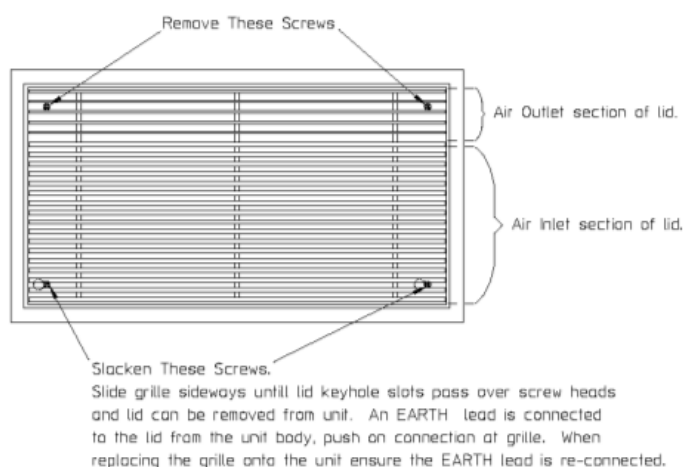 Remove These Screws
Air Outlet section of lid.
Air Inlet section of lid.
Slacken These Screws.
Slide grille sideways untill lid keyhole slots pass over screw heads
and lid can be removed from unit. An EARTH lead is connected
to the lid from the unit body, push on connection at grille. When
replacing the grille onto the unit ensure the EARTH lead is re-connected.